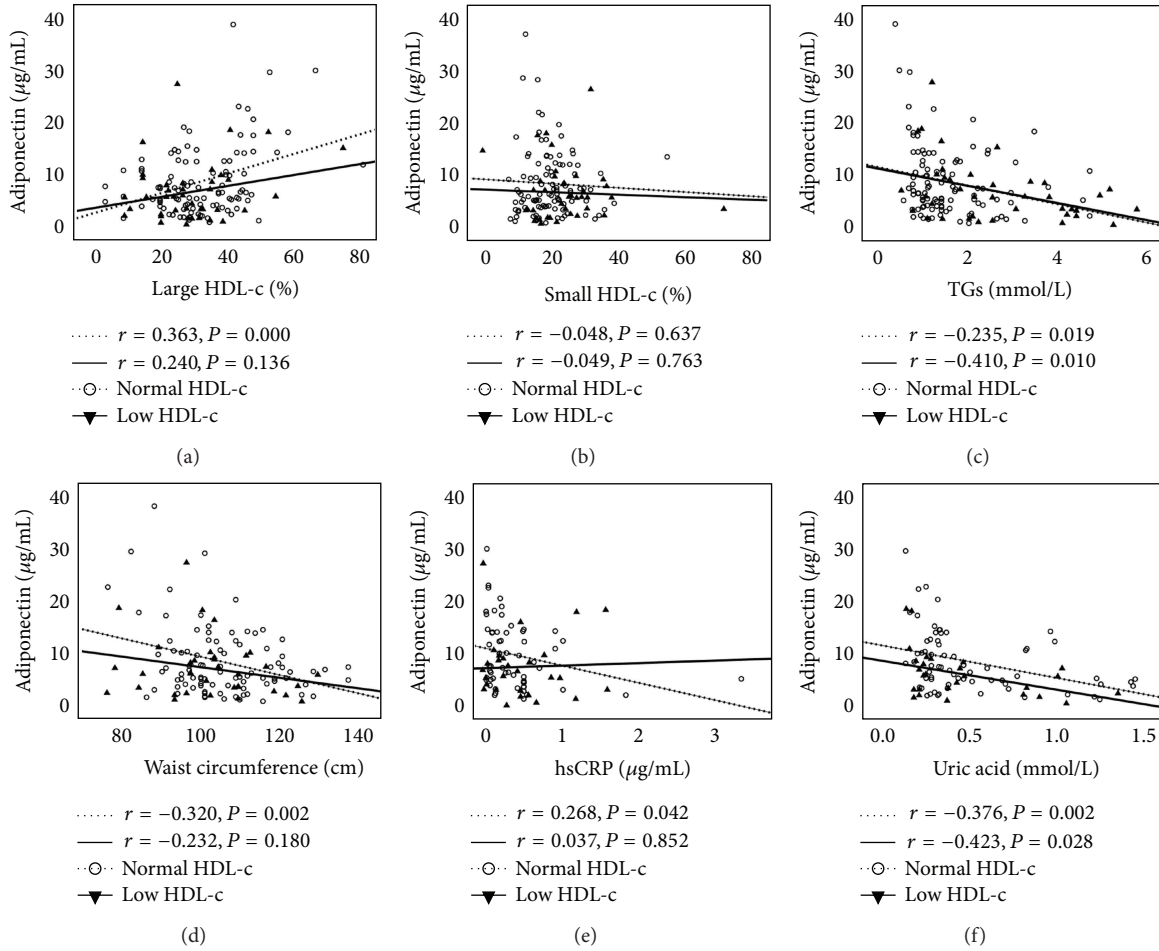 40
30
20
10
0
Adiponectin (μg/mL)
0 20 40 60 80
Large HDL-c (%)
r = 0.363, P = 0.000
r = 0.240, P = 0.136
Normal HDL-c
Low HDL-c
(a)
40
30
20
10
0
Adiponectin (μg/mL)
0 20 40 60 80
Small HDL-c (%)
r = −0.048, P = 0.637
r = −0.049, P = 0.763
Normal HDL-c
Low HDL-c
(b)
40
30
20
10
0
Adiponectin (μg/mL)
0 2 4 6
TGs (mmol/L)
r = −0.235, P = 0.019
r = −0.410, P = 0.010
Normal HDL-c
Low HDL-c
(c)
40
30
20
10
0
Adiponectin (μg/mL)
80 100 120 140
Waist circumference (cm)
r = −0.320, P = 0.002
r = −0.232, P = 0.180
Normal HDL-c
Low HDL-c
(d)
40
30
20
10
0
Adiponectin (μg/mL)
0 1 2 3
hsCRP (μg/mL)
r = 0.268, P = 0.042
r = 0.037, P = 0.852
Normal HDL-c
Low HDL-c
(e)
40
30
20
10
0
Adiponectin (μg/mL)
0.0 0.5 1.0 1.5
Uric acid (mmol/L)
r = −0.376, P = 0.002
r = −0.423, P = 0.028
Normal HDL-c
Low HDL-c
(f)